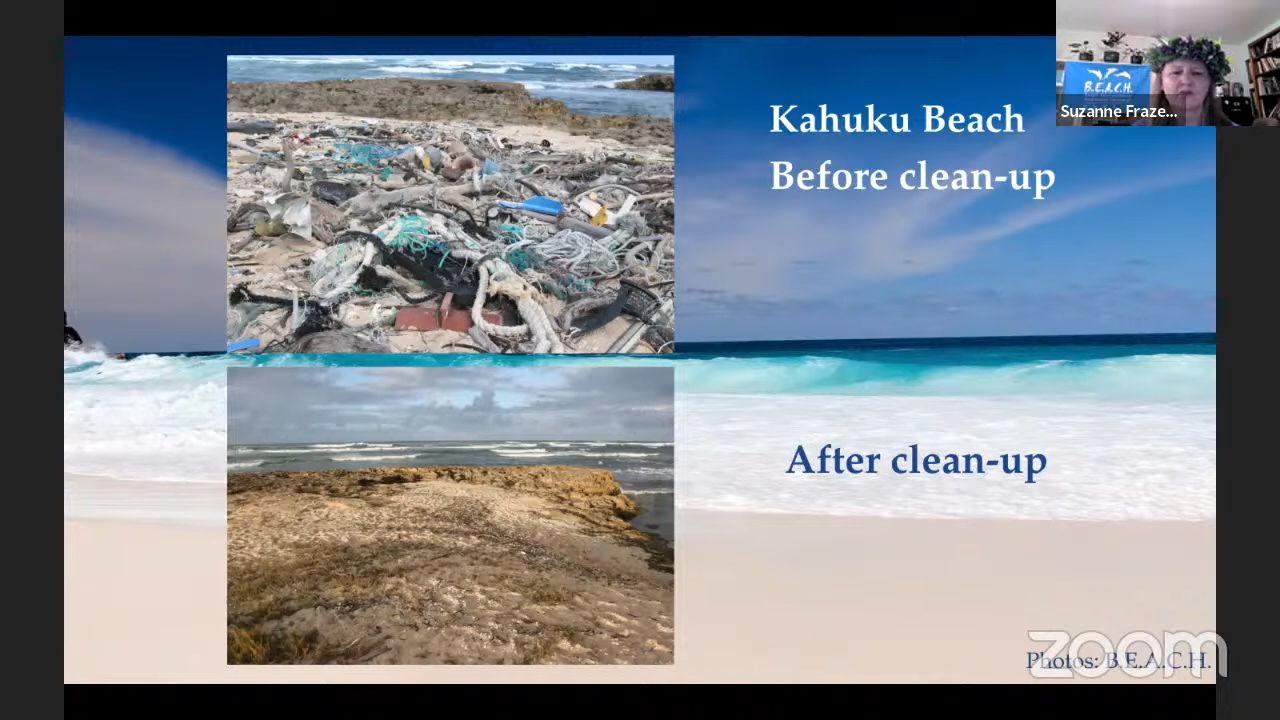 Kahuku Beach
Before clean-up
B.E.A.C.H.
Suzanne Fraze...
After clean-up
zoom
Photos: B.E.A.C.H.